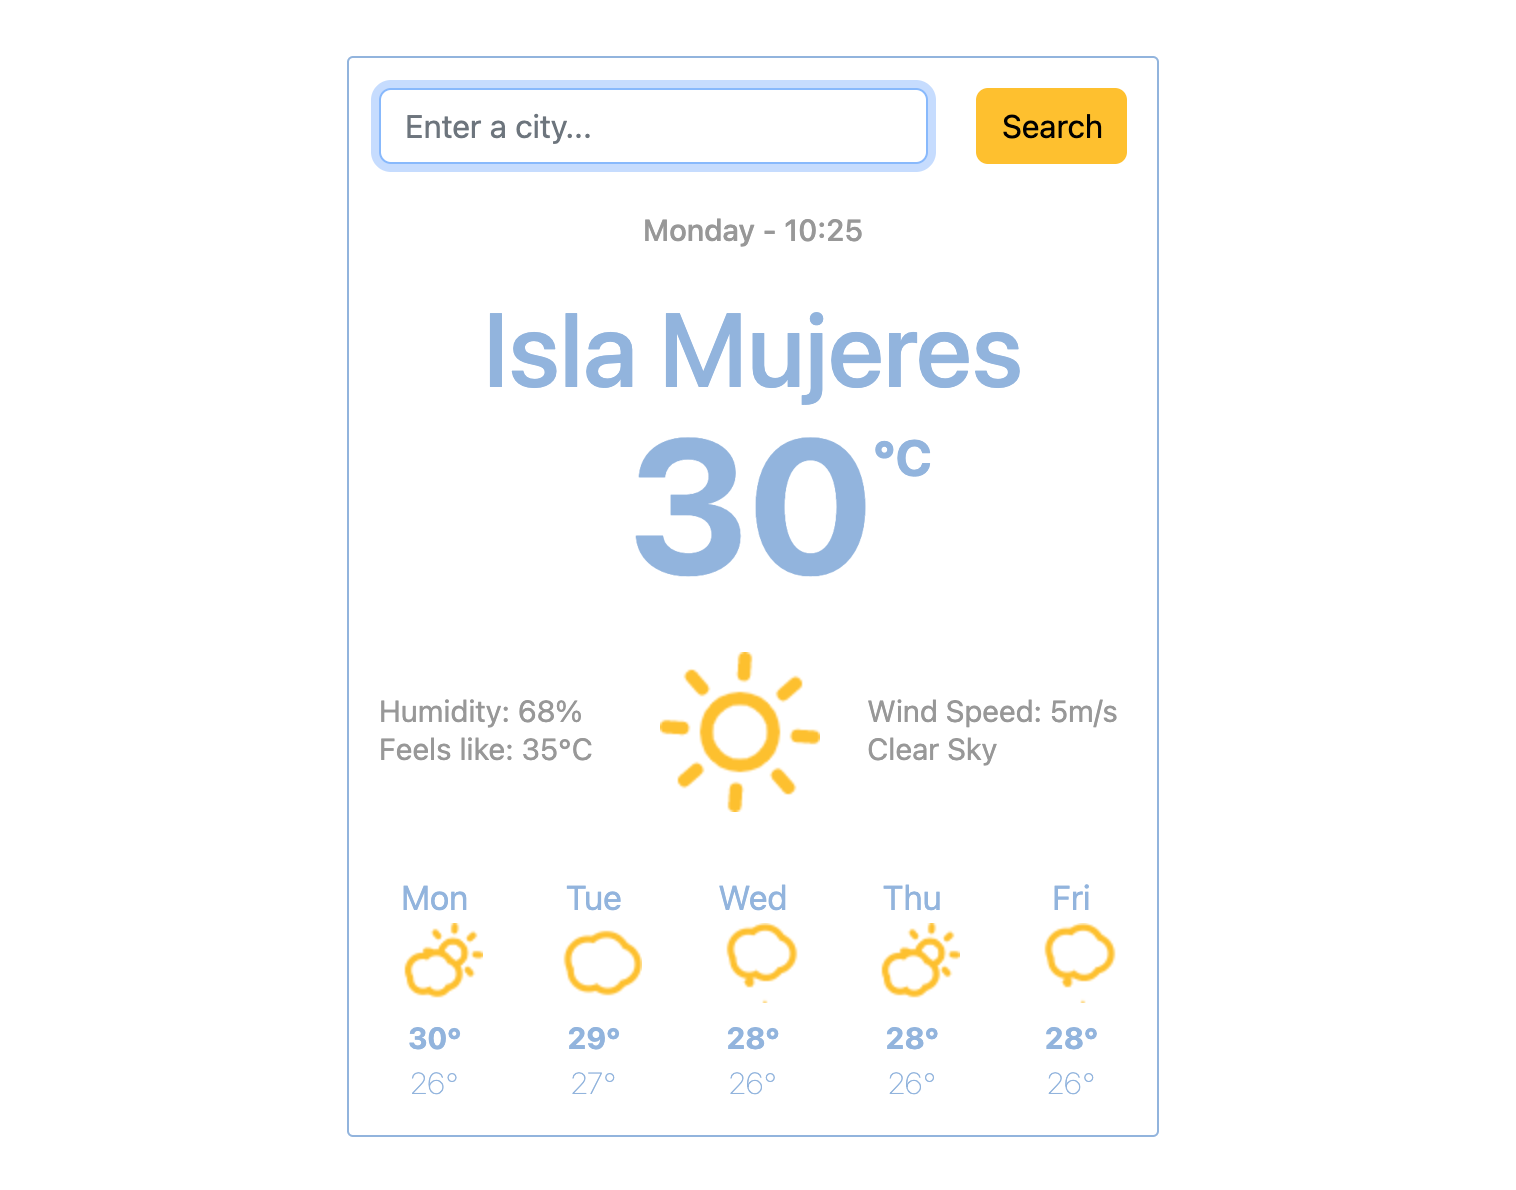 Enter a city...
Search
Monday - 10:25
Isla Mujeres
30 °C
Humidity: 68%
Feels like: 35°C
Wind Speed: 5m/s
Clear Sky
Mon Tue Wed Thu Fri
30° 29° 28° 28° 28°
26° 27° 26° 26° 26°